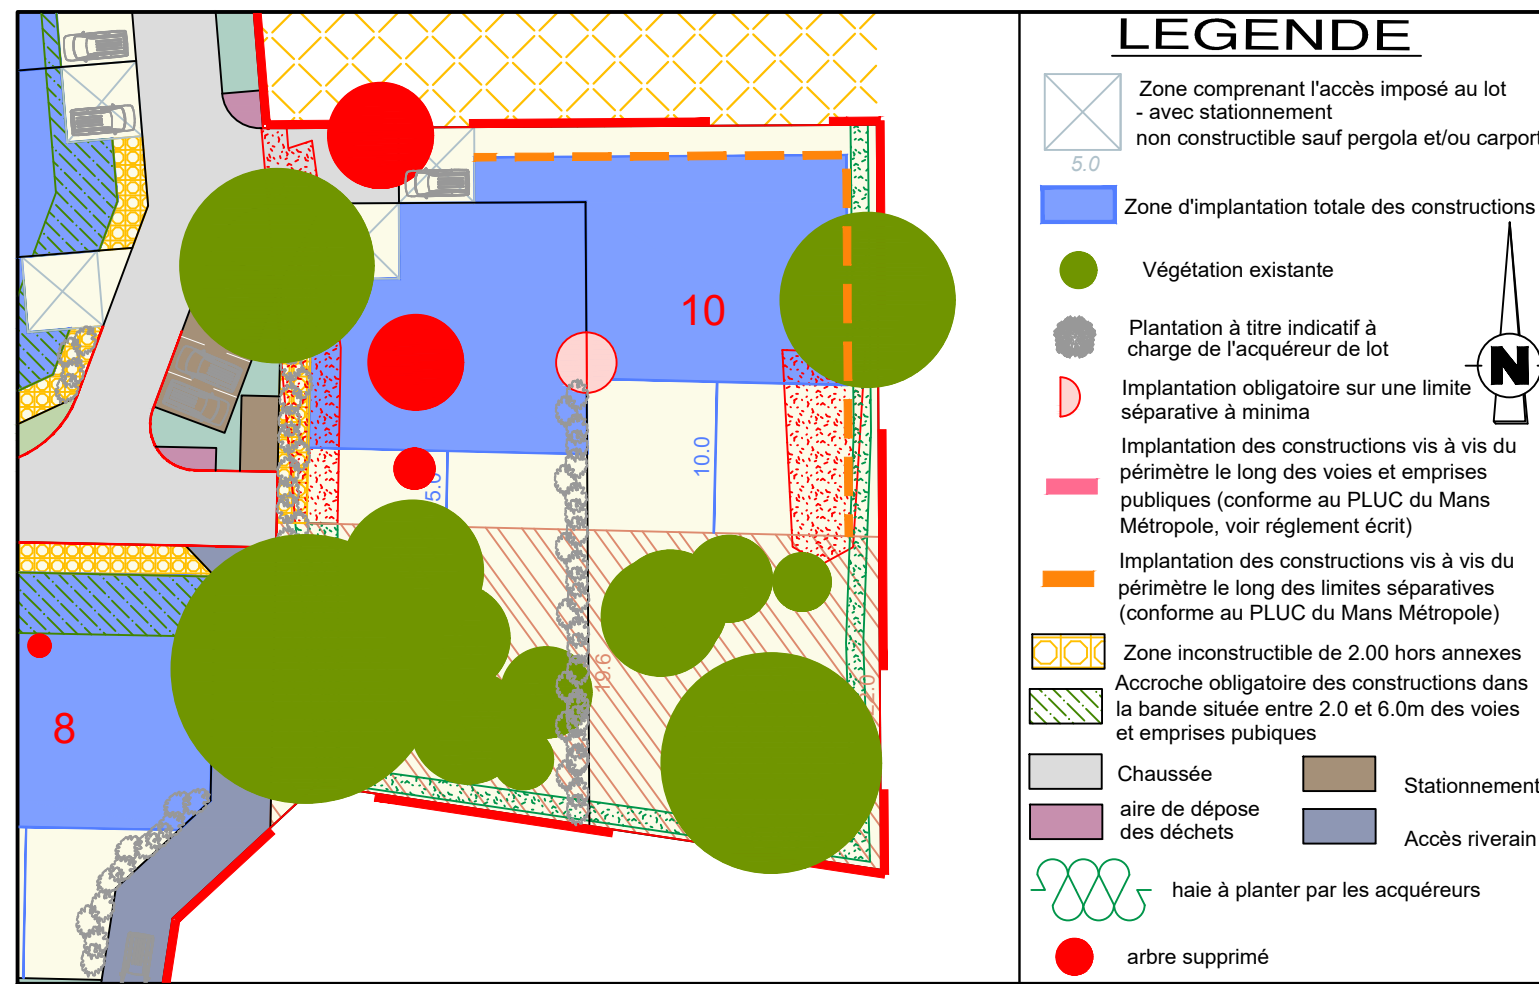 LEGENDE
Zone comprenant l'accès imposé au lot
- avec stationnement
non constructible sauf pergola et/ou carport
5.0
Zone d'implantation totale des constructions
Végétation existante
Plantation à titre indicatif à
charge de l'acquéreur de lot
N
Implantation obligatoire sur une limite
séparative à minima
Implantation des constructions vis à vis du
périmètre le long des voies et emprises
publiques (conforme au PLUC du Mans
Métropole, voir réglement écrit)
Implantation des constructions vis à vis du
périmètre le long des limites séparatives
(conforme au PLUC du Mans Métropole)
Zone inconstructible de 2.00 hors annexes
Accroche obligatoire des constructions dans
la bande située entre 2.0 et 6.0m des voies
et emprises pubiques
Chaussée
Stationnement
aire de dépose
des déchets
Accès riverain
haie à planter par les acquéreurs
arbre supprimé
10
10.0
5.0
19.6
8